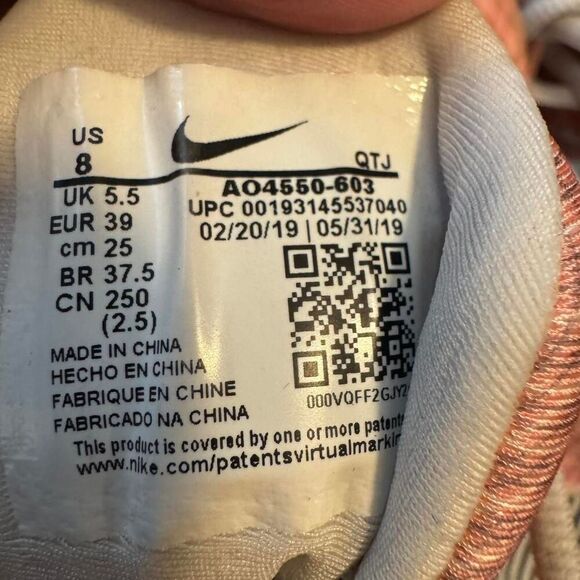 US
8
QTJ
UK 5.5
AO4550-603
EUR 39
UPC 00193145537040
cm 25
02/20/19 | 05/31/19
BR 37.5
CN 250
(2.5)
MADE IN CHINA
HECHO EN CHINA
FABRIQUE EN CHINE
FABRICADO NA CHINA
This product is covered by one or more patents
www.nike.com/patentsvirtualmarkin